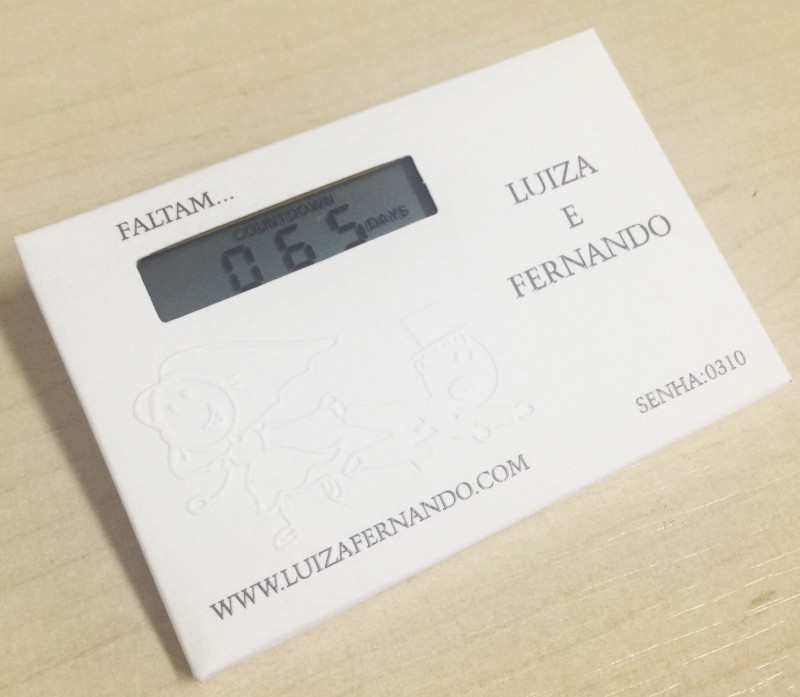 FALTAM...
COUNTDOWN
065 DAYS
LUIZA
E
FERNANDO
SENHA:0310
WWW.LUIZAFERNANDO.COM